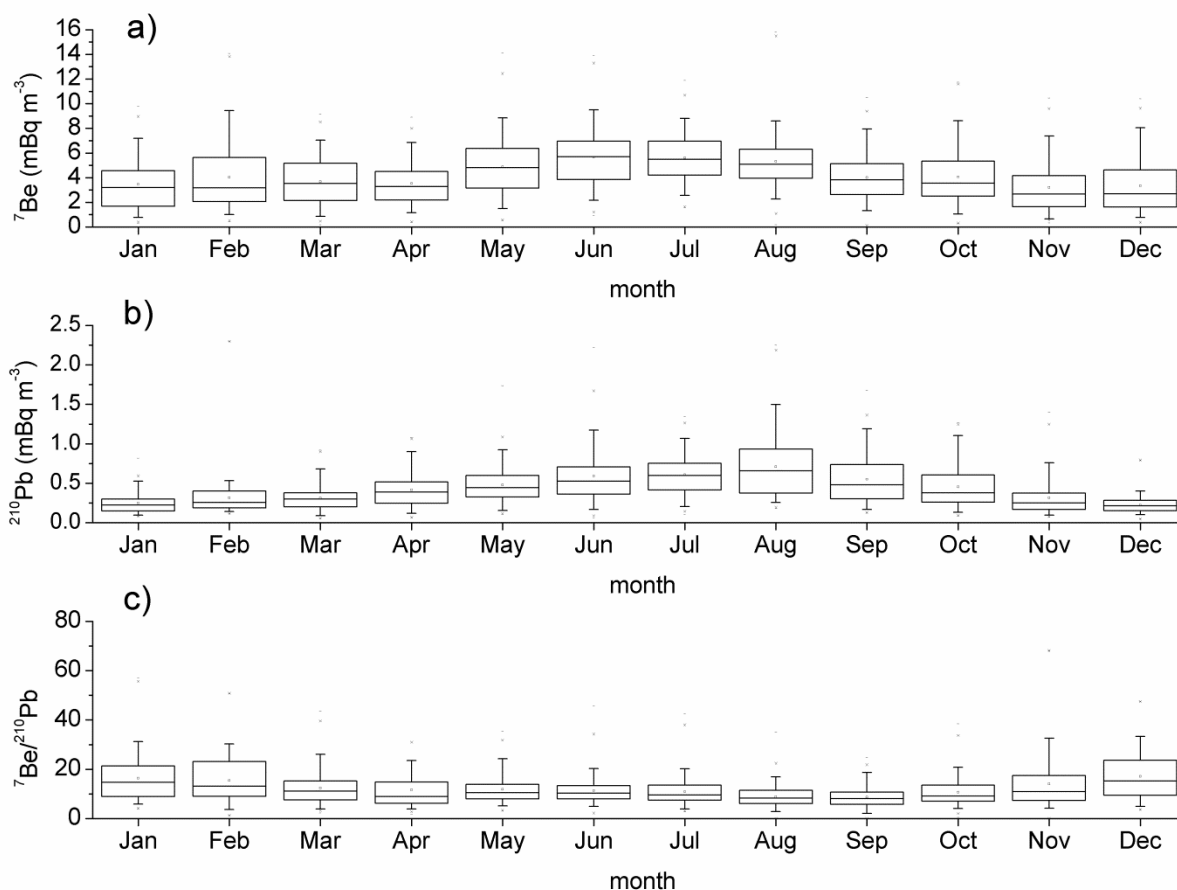 a)
⁷Be (mBq m⁻³)
16
14
12
10
8
6
4
2
0
Jan Feb Mar Apr May Jun Jul Aug Sep Oct Nov Dec
month
b)
²¹⁰Pb (mBq m⁻³)
2.5
2.0
1.5
1.0
0.5
0.0
Jan Feb Mar Apr May Jun Jul Aug Sep Oct Nov Dec
month
c)
⁷Be/²¹⁰Pb
80
60
40
20
0
Jan Feb Mar Apr May Jun Jul Aug Sep Oct Nov Dec
month